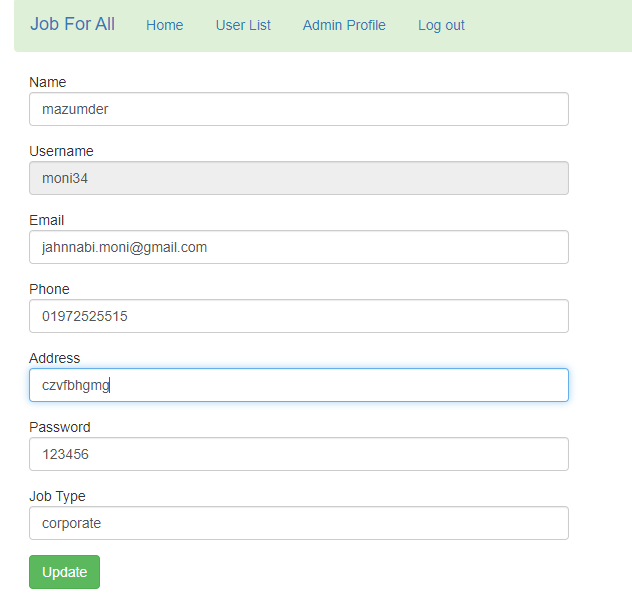 Job For All Home User List Admin Profile Log out
Name
mazumder
Username
moni34
Email
jahnnabi.moni@gmail.com
Phone
01972525515
Address
czvfbhgmg
Password
123456
Job Type
corporate
Update